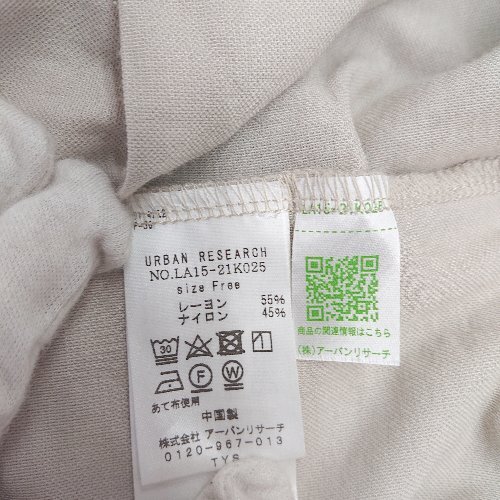 URBAN RESEARCH
NO.LA15-21K025
size Free
レーヨン 55%
ナイロン 45%
30
F
W
あて布使用
中国製
株式会社 アーバンリサーチ
0120-967-013
TYS
LA15-21K025
商品の関連情報はこちら
(株)アーバンリサーチ